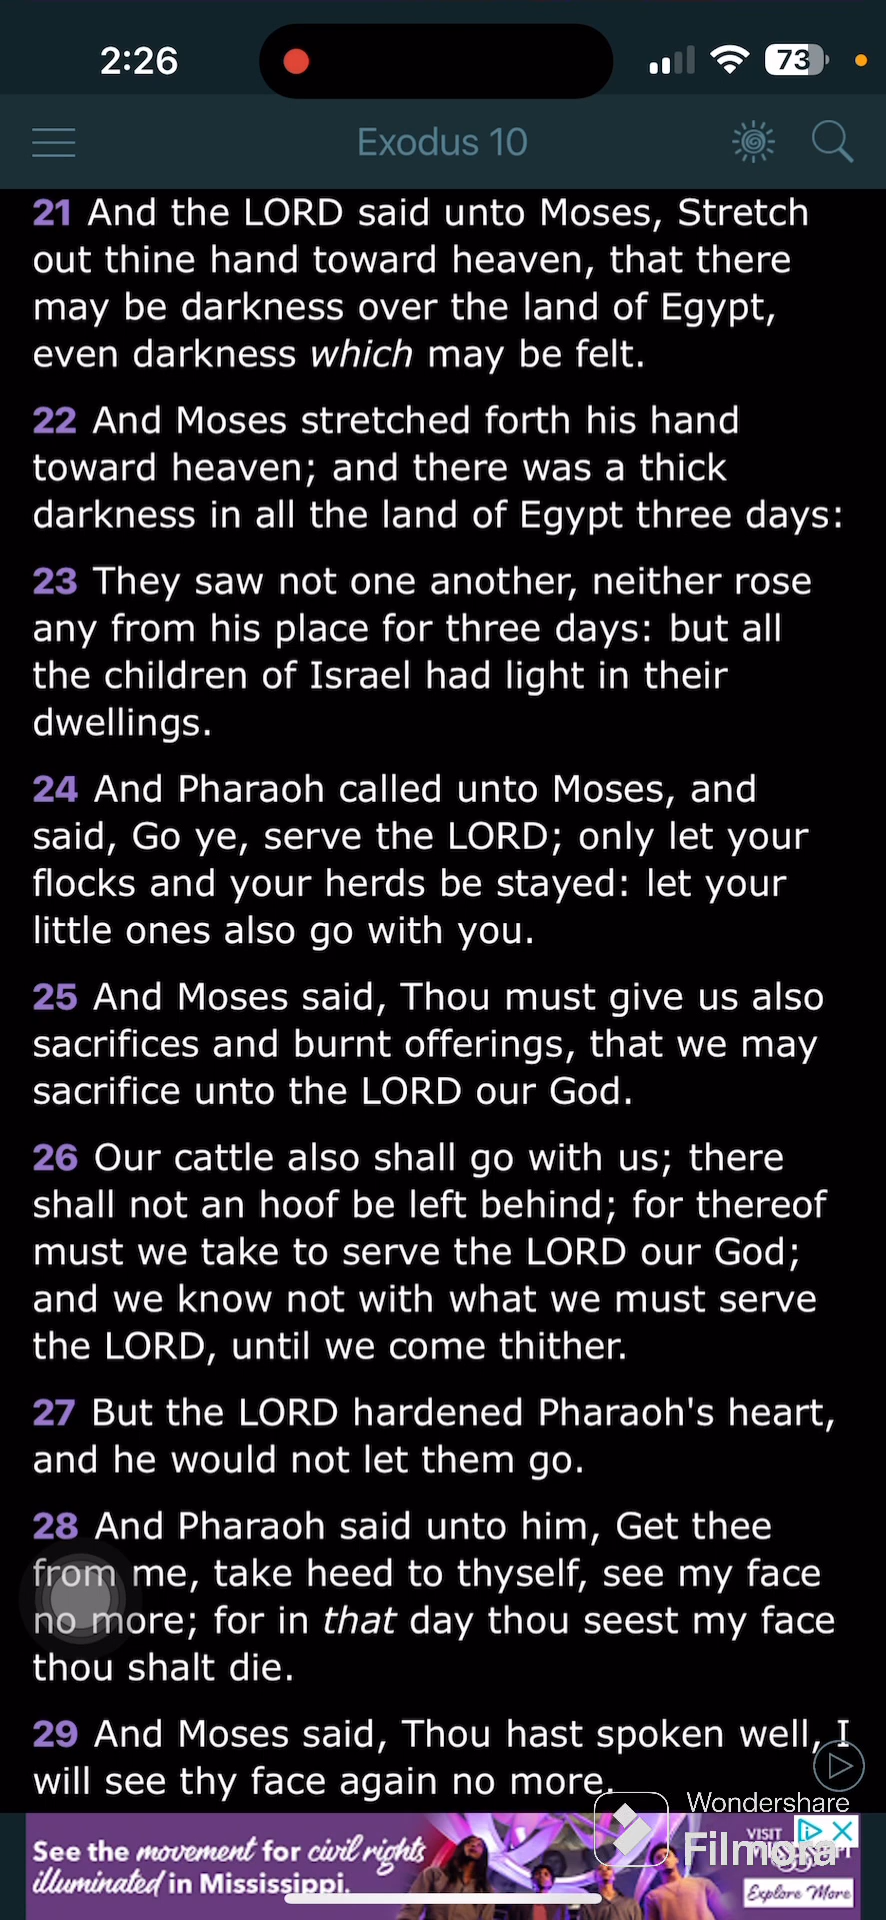 2:26
73
Exodus 10
21 And the LORD said unto Moses, Stretch
out thine hand toward heaven, that there
may be darkness over the land of Egypt,
even darkness which may be felt.
22 And Moses stretched forth his hand
toward heaven; and there was a thick
darkness in all the land of Egypt three days:
23 They saw not one another, neither rose
any from his place for three days: but all
the children of Israel had light in their
dwellings.
24 And Pharaoh called unto Moses, and
said, Go ye, serve the LORD; only let your
flocks and your herds be stayed: let your
little ones also go with you.
25 And Moses said, Thou must give us also
sacrifices and burnt offerings, that we may
sacrifice unto the LORD our God.
26 Our cattle also shall go with us; there
shall not an hoof be left behind; for thereof
must we take to serve the LORD our God;
and we know not with what we must serve
the LORD, until we come thither.
27 But the LORD hardened Pharaoh's heart,
and he would not let them go.
28 And Pharaoh said unto him, Get thee
from me, take heed to thyself, see my face
no more; for in that day thou seest my face
thou shalt die.
29 And Moses said, Thou hast spoken well, I
will see thy face again no more.
Wondershare
Filmora
See the movement for civil rights
illuminated in Mississippi.
VISIT
Explore More